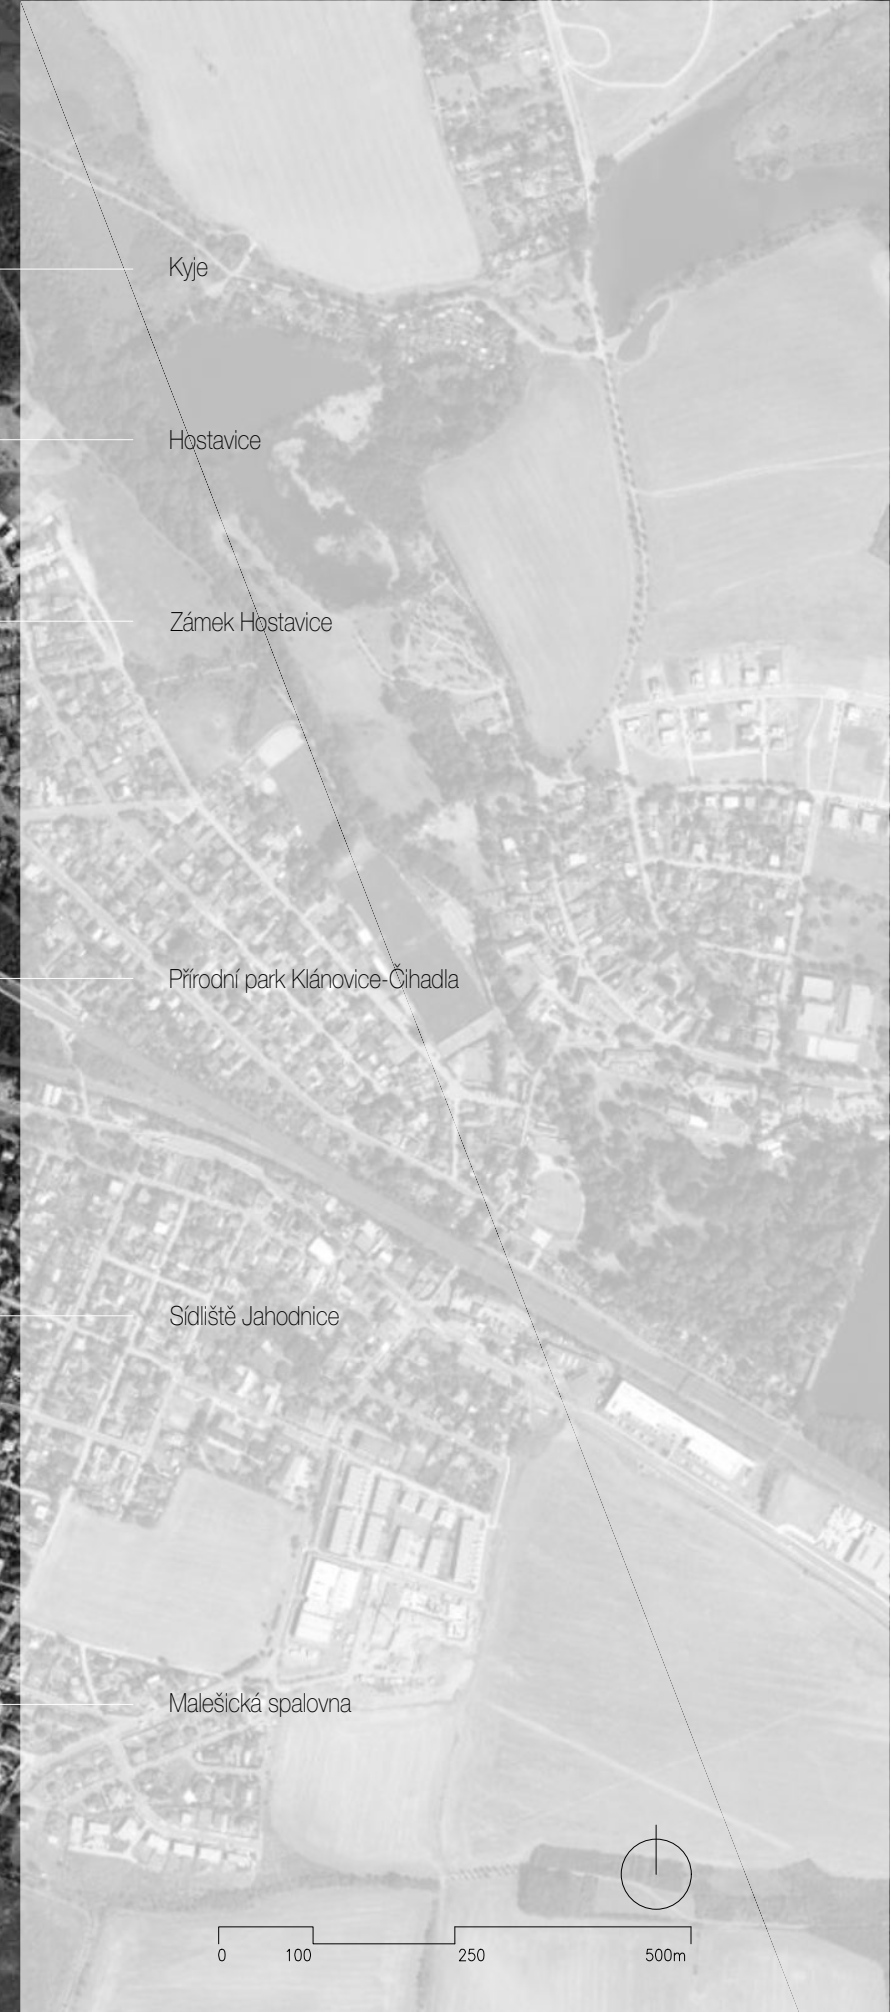 Kyje
Hostavice
Zámek Hostavice
Přírodní park Klánovice-Čihadla
Sídliště Jahodnice
Malešická spalovna
0 100 250 500m